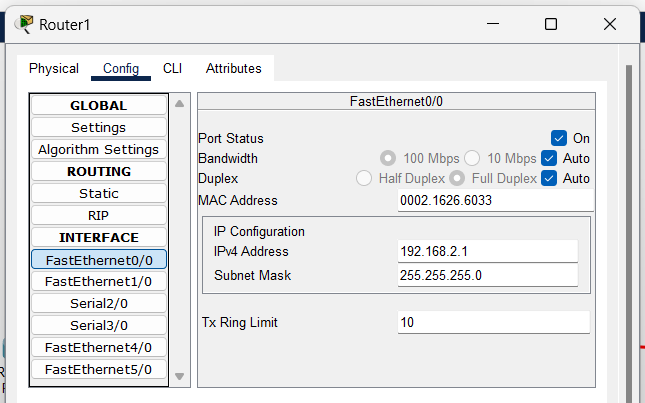 Router1
Physical Config CLI Attributes
GLOBAL
Settings
Algorithm Settings
ROUTING
Static
RIP
INTERFACE
FastEthernet0/0
FastEthernet1/0
Serial2/0
Serial3/0
FastEthernet4/0
FastEthernet5/0
FastEthernet0/0
Port Status On
Bandwidth 100 Mbps 10 Mbps Auto
Duplex Half Duplex Full Duplex Auto
MAC Address 0002.1626.6033
IP Configuration
IPv4 Address 192.168.2.1
Subnet Mask 255.255.255.0
Tx Ring Limit 10